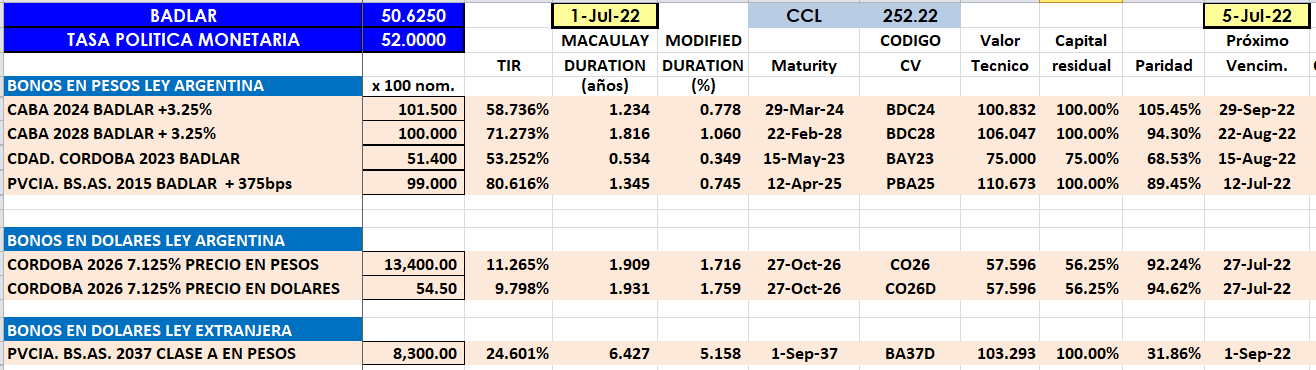 BADLAR 50.6250 1-Jul-22 CCL 252.22 5-Jul-22
TASA POLITICA MONETARIA 52.0000 MACAULAY MODIFIED CODIGO Valor Capital Próximo
TIR DURATION DURATION Maturity CV Tecnico residual Paridad Vencim.
BONOS EN PESOS LEY ARGENTINA x 100 nom. (años) (%)
CABA 2024 BADLAR +3.25% 101.500 58.736% 1.234 0.778 29-Mar-24 BDC24 100.832 100.00% 105.45% 29-Sep-22
CABA 2028 BADLAR + 3.25% 100.000 71.273% 1.816 1.060 22-Feb-28 BDC28 106.047 100.00% 94.30% 22-Aug-22
CDAD. CORDOBA 2023 BADLAR 51.400 53.252% 0.534 0.349 15-May-23 BAY23 75.000 75.00% 68.53% 15-Aug-22
PVCIA. BS.AS. 2015 BADLAR + 375bps 99.000 80.616% 1.345 0.745 12-Apr-25 PBA25 110.673 100.00% 89.45% 12-Jul-22
BONOS EN DOLARES LEY ARGENTINA
CORDOBA 2026 7.125% PRECIO EN PESOS 13,400.00 11.265% 1.909 1.716 27-Oct-26 CO26 57.596 56.25% 92.24% 27-Jul-22
CORDOBA 2026 7.125% PRECIO EN DOLARES 54.50 9.798% 1.931 1.759 27-Oct-26 CO26D 57.596 56.25% 94.62% 27-Jul-22
BONOS EN DOLARES LEY EXTRANJERA
PVCIA. BS.AS. 2037 CLASE A EN PESOS 8,300.00 24.601% 6.427 5.158 1-Sep-37 BA37D 103.293 100.00% 31.86% 1-Sep-22